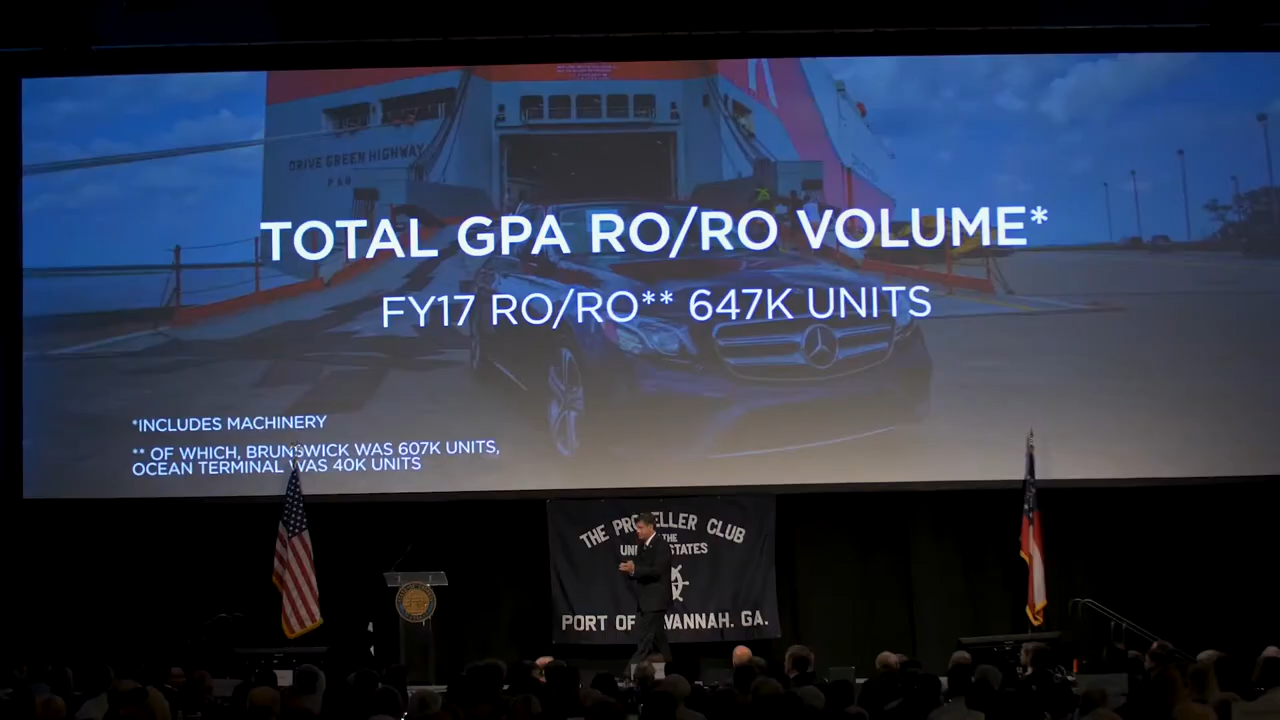 DRIVE GREEN HIGHWAY
TOTAL GPA RO/RO VOLUME*
FY17 RO/RO** 647K UNITS
*INCLUDES MACHINERY
** OF WHICH, BRUNSWICK WAS 607K UNITS,
OCEAN TERMINAL WAS 40K UNITS
THE PROPELLER CLUB
THE
UNITED STATES
PORT OF SAVANNAH. GA.